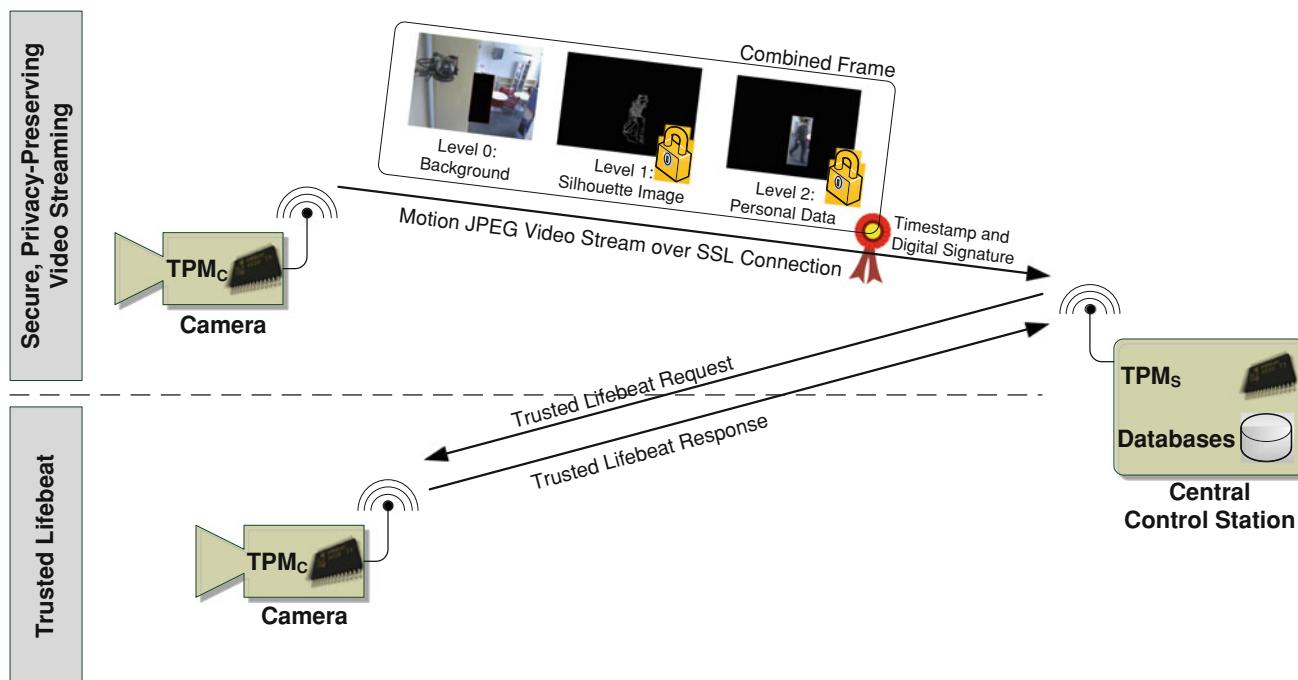 Secure, Privacy-Preserving
Video Streaming
Combined Frame
Level 0:
Background
Level 1:
Silhouette Image
Level 2:
Personal Data
Timestamp and
Digital Signature
Motion JPEG Video Stream over SSL Connection
TPMC
Camera
Trusted Lifebeat Request
Trusted Lifebeat Response
TPMS
Databases
Central
Control Station
Trusted Lifebeat
TPMC
Camera